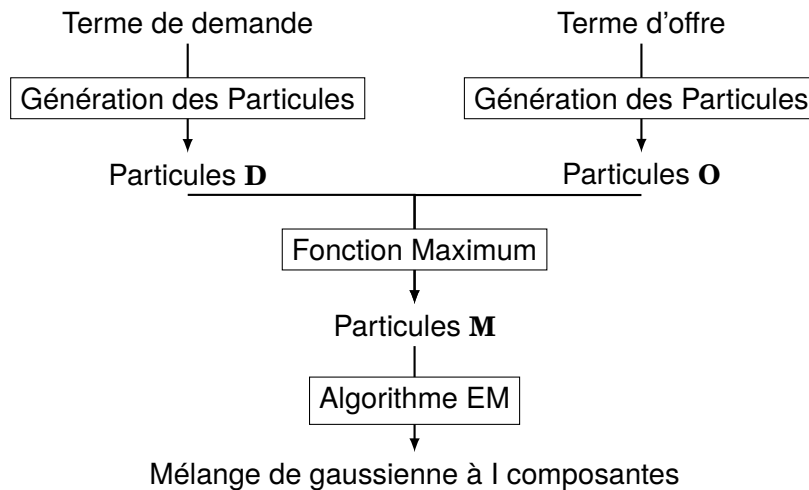 Terme de demande
Terme d'offre
Génération des Particules
Génération des Particules
Particules D
Particules O
Fonction Maximum
Particules M
Algorithme EM
Mélange de gaussienne à I composantes